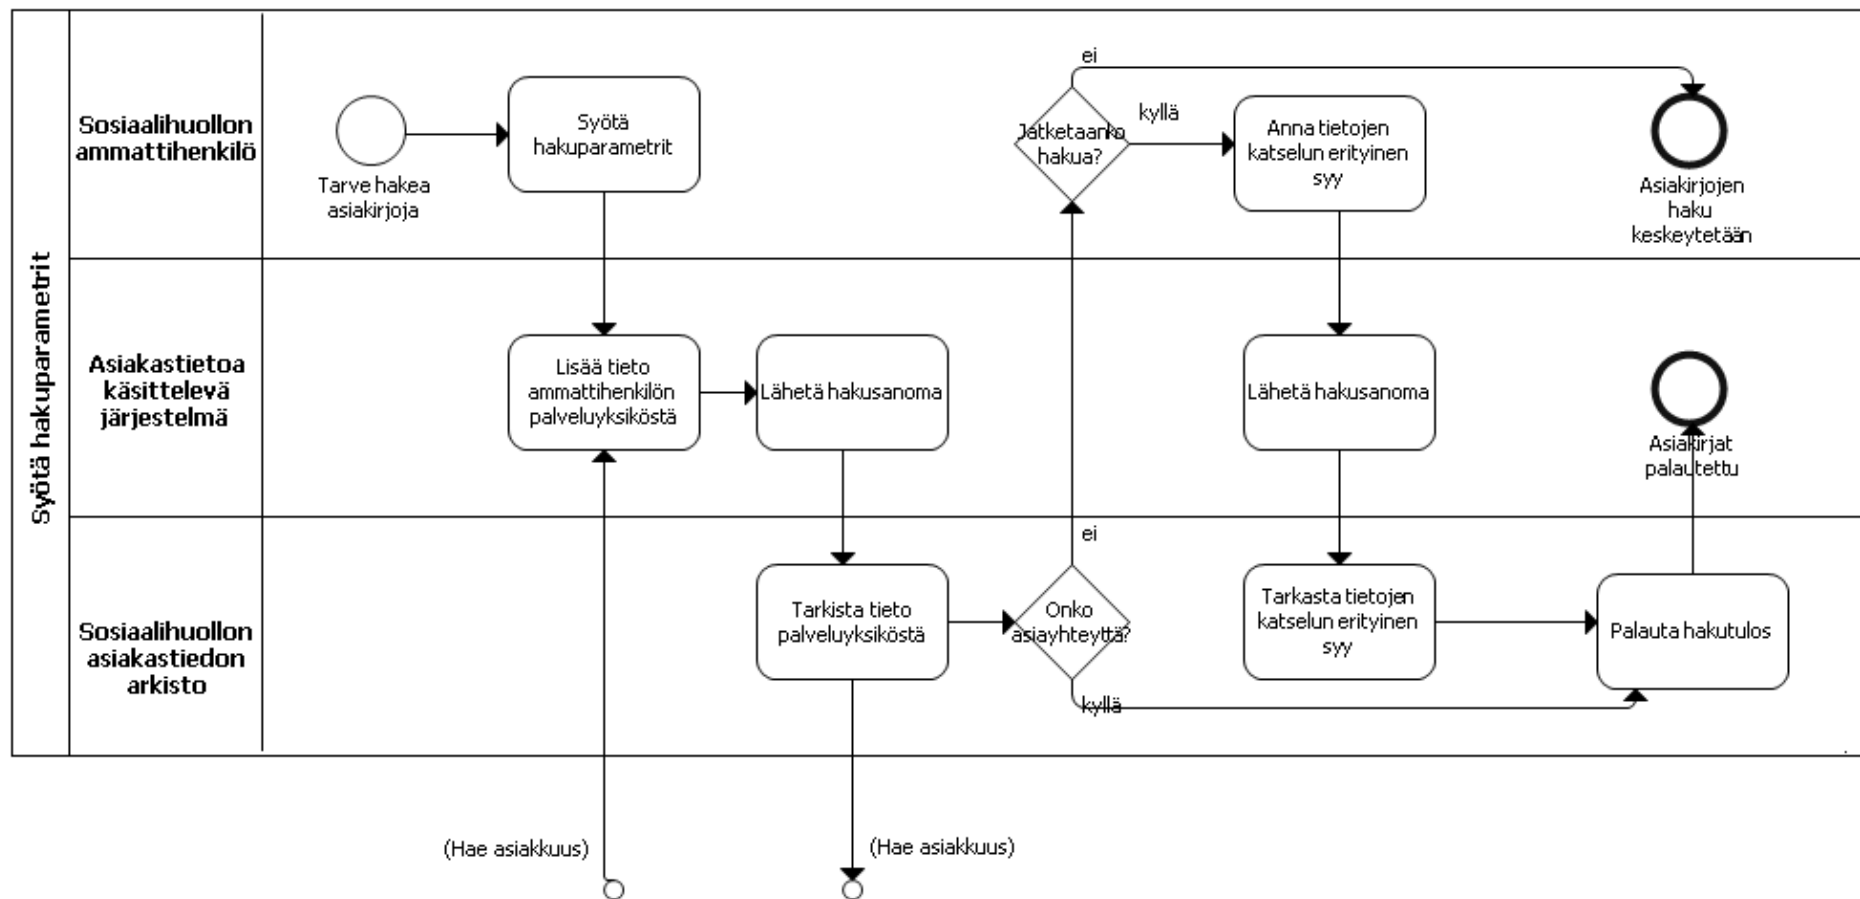 Syötä hakuparametrit
Sosiaalihuollon
ammattihenkilö
Tarve hakea
asiakirjoja
Syötä
hakuparametrit
Jatketaanko
hakua?
ei
kyllä
Anna tietojen
katselun erityinen
syy
Asiakirjojen
haku
keskeytetään
Asiakastietoa
käsittelevä
järjestelmä
Lisää tieto
ammattihenkilön
palveluyksiköstä
Lähetä hakusanoma
Lähetä hakusanoma
Asiakirjat
palautettu
Sosiaalihuollon
asiakastiedon
arkisto
Tarkista tieto
palveluyksiköstä
ei
Onko
asiayhteyttä?
kyllä
Tarkasta tietojen
katselun erityinen
syy
Palauta hakutulos
(Hae asiakkuus)
(Hae asiakkuus)